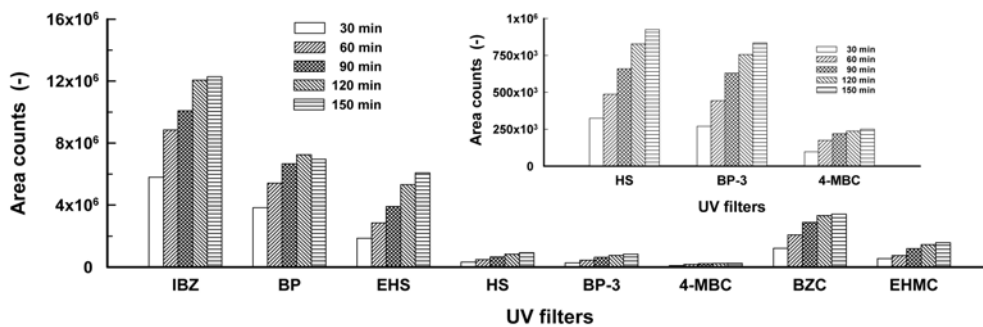 16x10⁶
12x10⁶
8x10⁶
4x10⁶
0
Area counts (-)
30 min
60 min
90 min
120 min
150 min
IBZ BP EHS HS BP-3 4-MBC BZC EHMC
UV filters
1x10⁶
750x10³
500x10³
250x10³
0
Area counts (-)
30 min
60 min
90 min
120 min
150 min
HS BP-3 4-MBC
UV filters